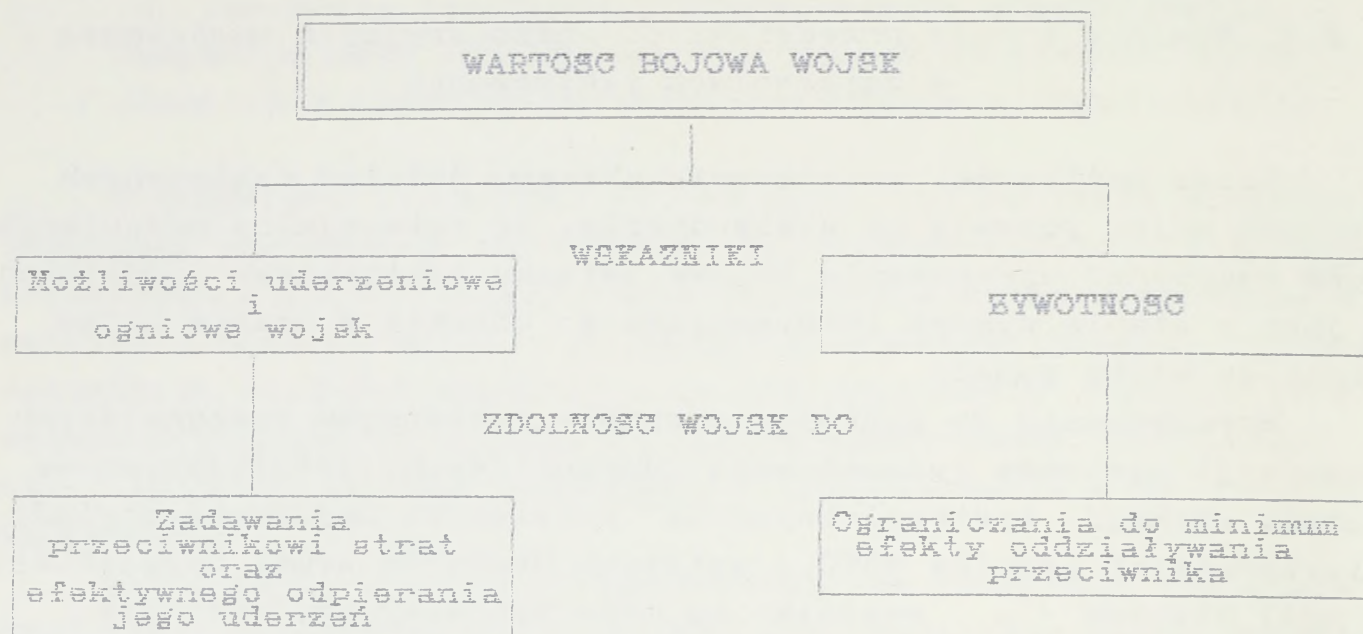 WARTOSC BOJOWA WOJSK
WSKAZNIKI
Możliwości uderzeniowe
i
ogniowe wojsk
ZYWOTNOSC
ZDOLNOSC WOJSK DO
Zadawania
przeciwnikowi strat
oraz
efektywnego odpierania
jego uderzeń
Ograniczania do minimum
efekty oddziaływania
przeciwnika